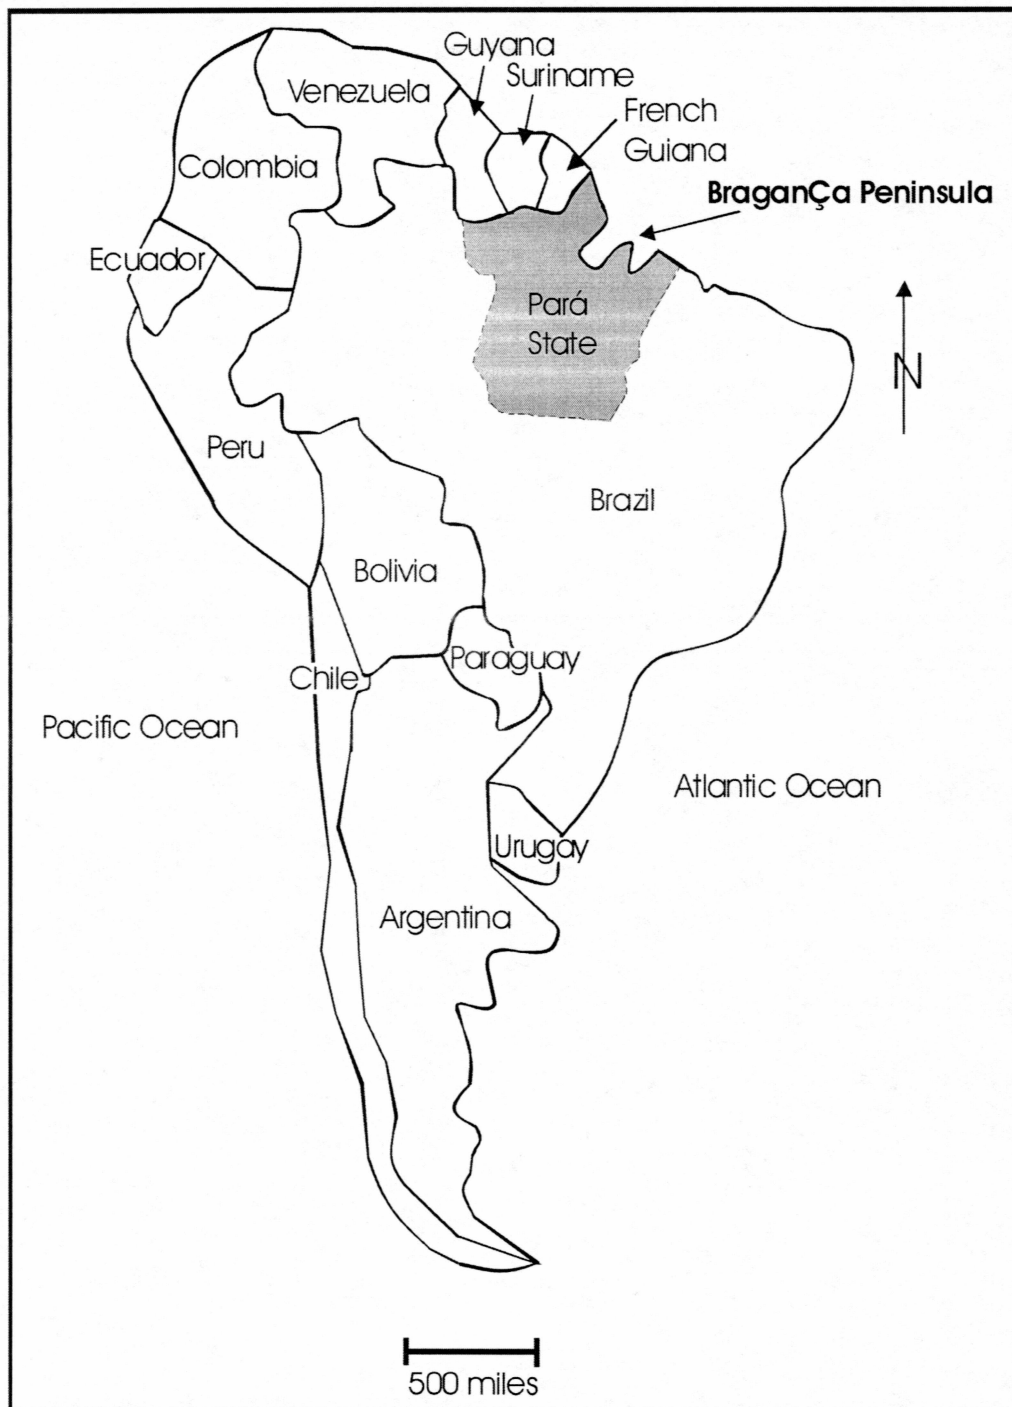 Guyana
Suriname
Venezuela
French
Guiana
Colombia
BraganÇa Peninsula
Ecuador
Pará
State
N
Peru
Brazil
Bolivia
Paraguay
Chile
Pacific Ocean
Atlantic Ocean
Urugay
Argentina
500 miles